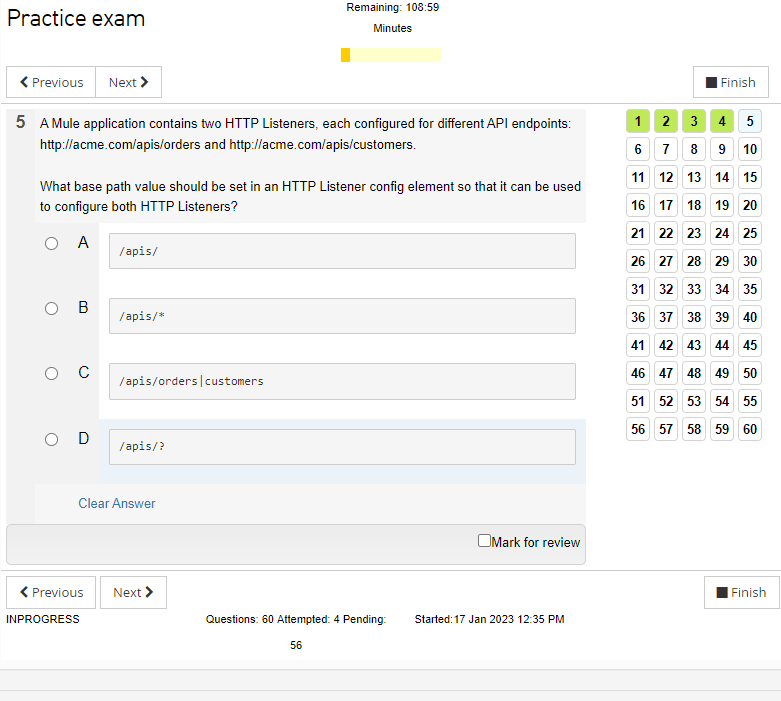 Practice exam
Remaining: 108:59
Minutes
Previous
Next
Finish
5
A Mule application contains two HTTP Listeners, each configured for different API endpoints:
http://acme.com/apis/orders and http://acme.com/apis/customers.
What base path value should be set in an HTTP Listener config element so that it can be used
to configure both HTTP Listeners?
A
/apis/
B
/apis/*
C
/apis/orders|customers
D
/apis/?
Clear Answer
Mark for review
1 2 3 4 5
6 7 8 9 10
11 12 13 14 15
16 17 18 19 20
21 22 23 24 25
26 27 28 29 30
31 32 33 34 35
36 37 38 39 40
41 42 43 44 45
46 47 48 49 50
51 52 53 54 55
56 57 58 59 60
Previous
Next
Finish
INPROGRESS
Questions: 60 Attempted: 4 Pending:
56
Started:17 Jan 2023 12:35 PM